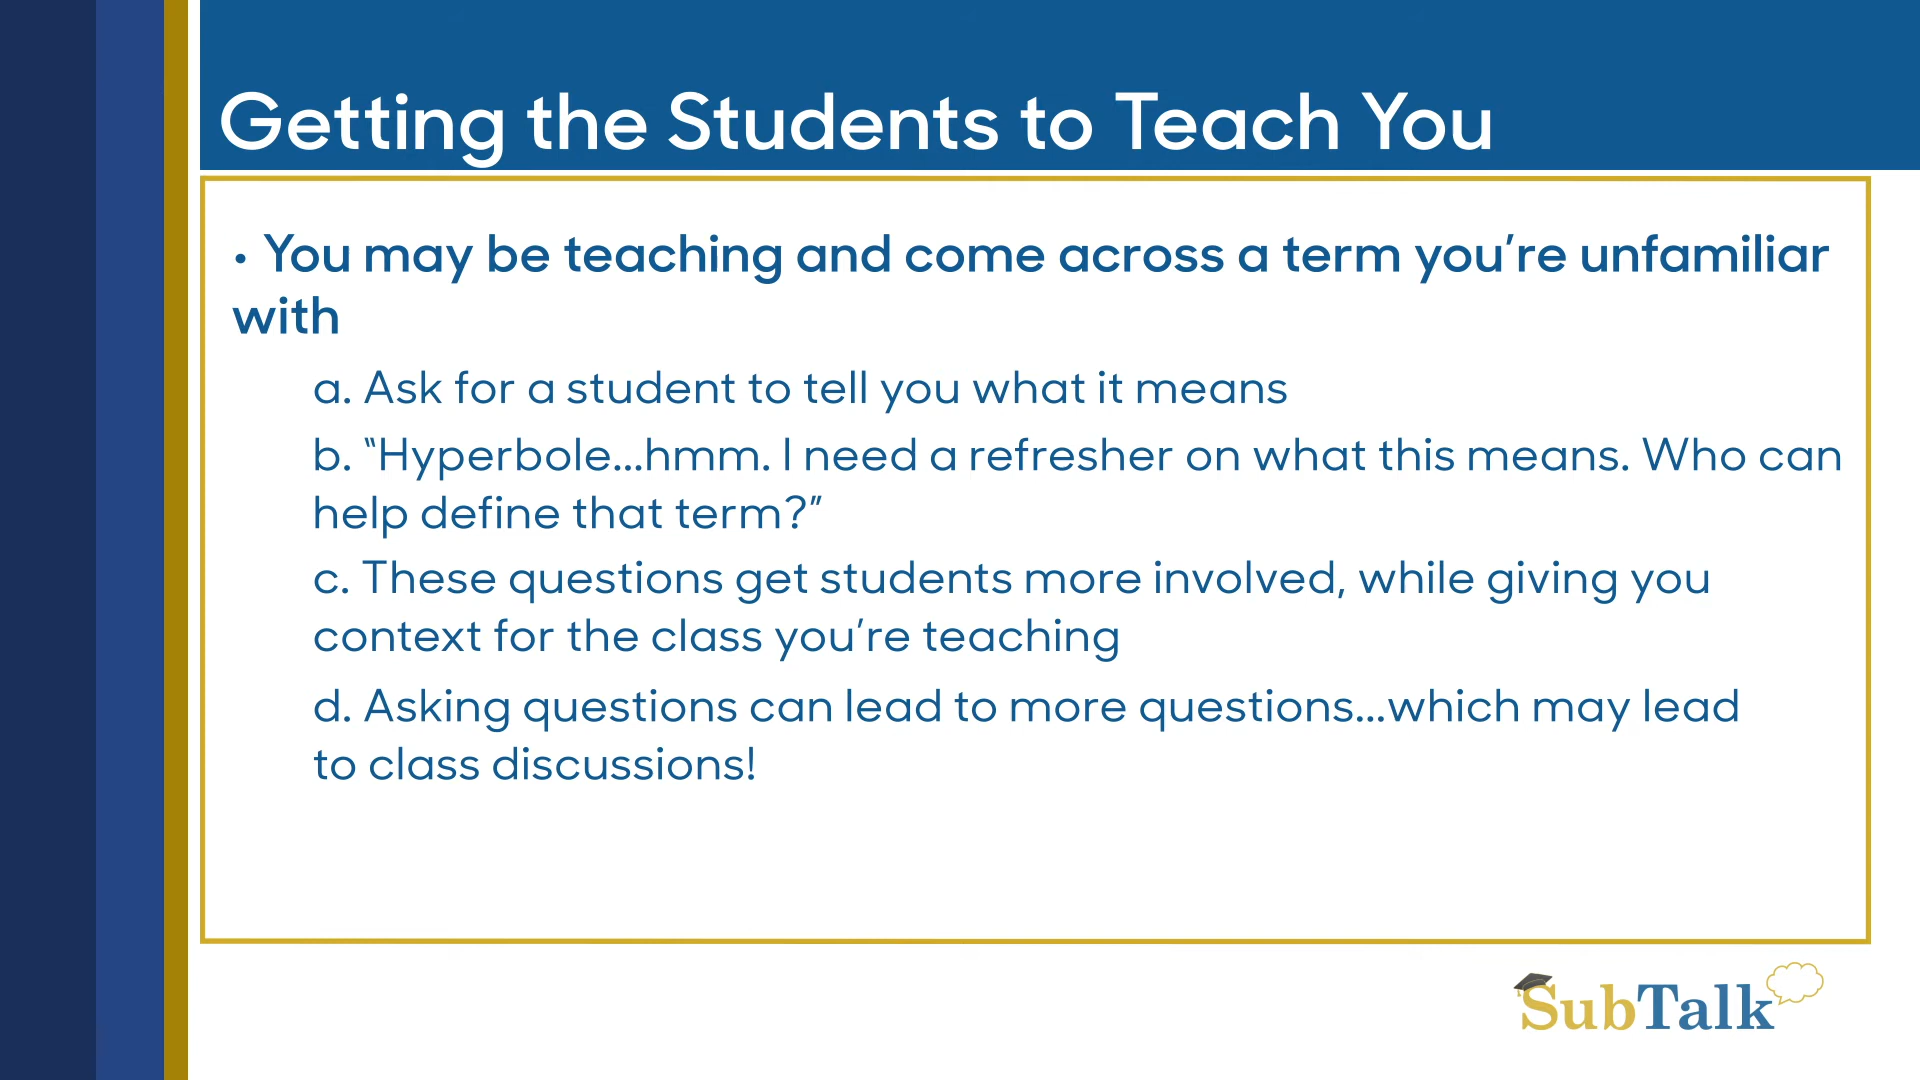 Getting the Students to Teach You
• You may be teaching and come across a term you’re unfamiliar
with
a. Ask for a student to tell you what it means
b. “Hyperbole...hmm. I need a refresher on what this means. Who can
help define that term?”
c. These questions get students more involved, while giving you
context for the class you’re teaching
d. Asking questions can lead to more questions...which may lead
to class discussions!
SubTalk